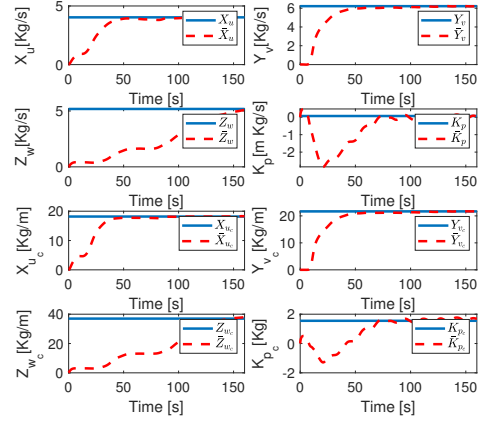 X_u[Kg/s]
5
0
0 50 100 150
Time [s]
X_u
X̄_u
Y_v[Kg/s]
6
4
2
0
0 50 100 150
Time [s]
Y_v
Ȳ_v
Z_w[Kg/s]
5
0
0 50 100 150
Time [s]
Z_w
Z̄_w
K_p[m Kg/s]
0
-1
-2
0 50 100 150
Time [s]
K_p
K̄_p
X_u_c[Kg/m]
20
10
0
0 50 100 150
Time [s]
X_u_c
X̄_u_c
Y_v_c[Kg/m]
20
10
0
0 50 100 150
Time [s]
Y_v_c
Ȳ_v_c
Z_w_c[Kg/m]
40
20
0
0 50 100 150
Time [s]
Z_w_c
Z̄_w_c
K_p_c[Kg]
2
0
-2
0 50 100 150
Time [s]
K_p_c
K̄_p_c